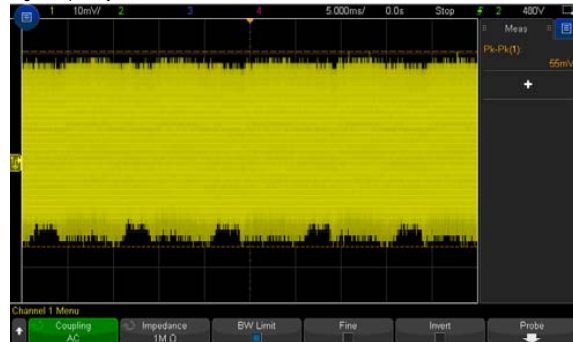 1 10mV/ 2 3 4 5.000ms/ 0.0s Stop 2 480V
Meas
Pk-Pk(1):
55mV
Channel 1 Menu
Coupling Impedance BW Limit Fine Invert Probe
AC 1M Ω